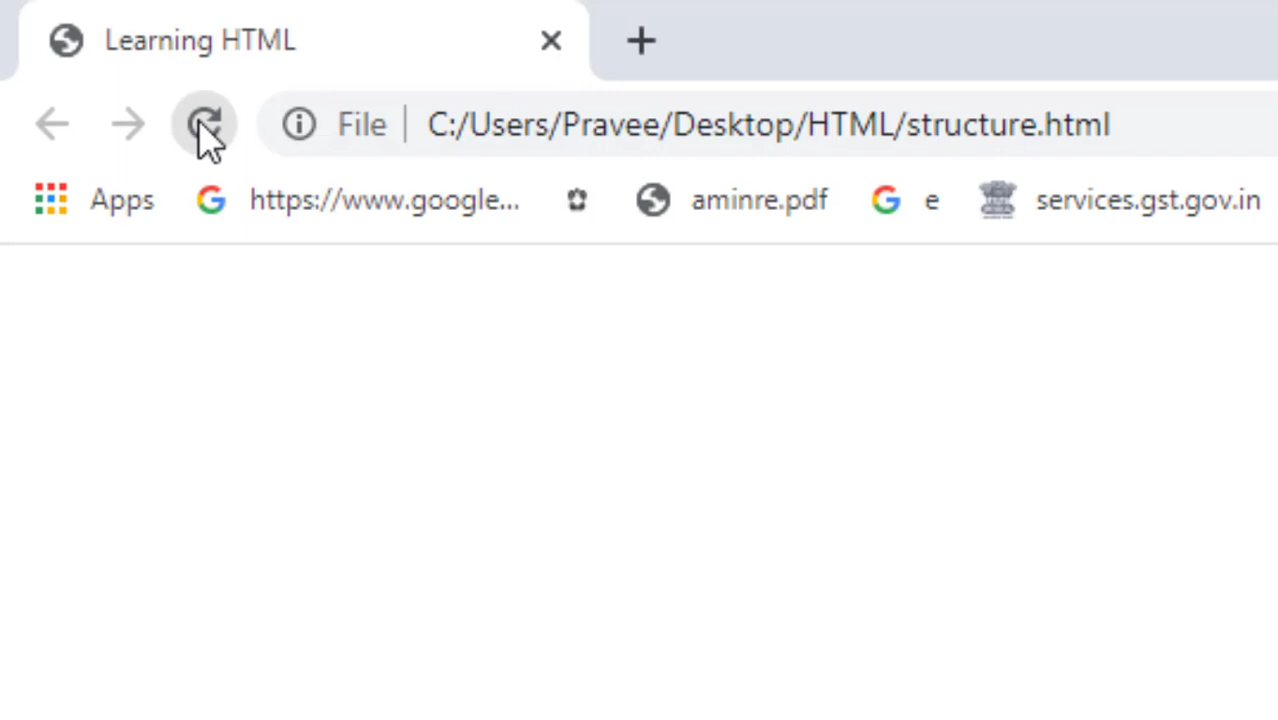 Learning HTML
File C:/Users/Pravee/Desktop/HTML/structure.html
Apps https://www.google... aminre.pdf e services.gst.gov.in